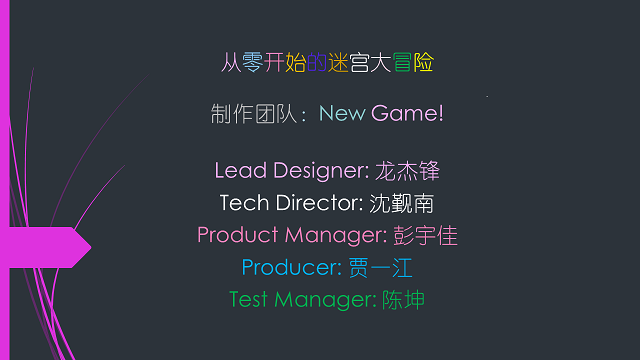 从零开始的迷宫大冒险
制作团队：New Game!
Lead Designer: 龙杰锋
Tech Director: 沈觐南
Product Manager: 彭宇佳
Producer: 贾一江
Test Manager: 陈坤